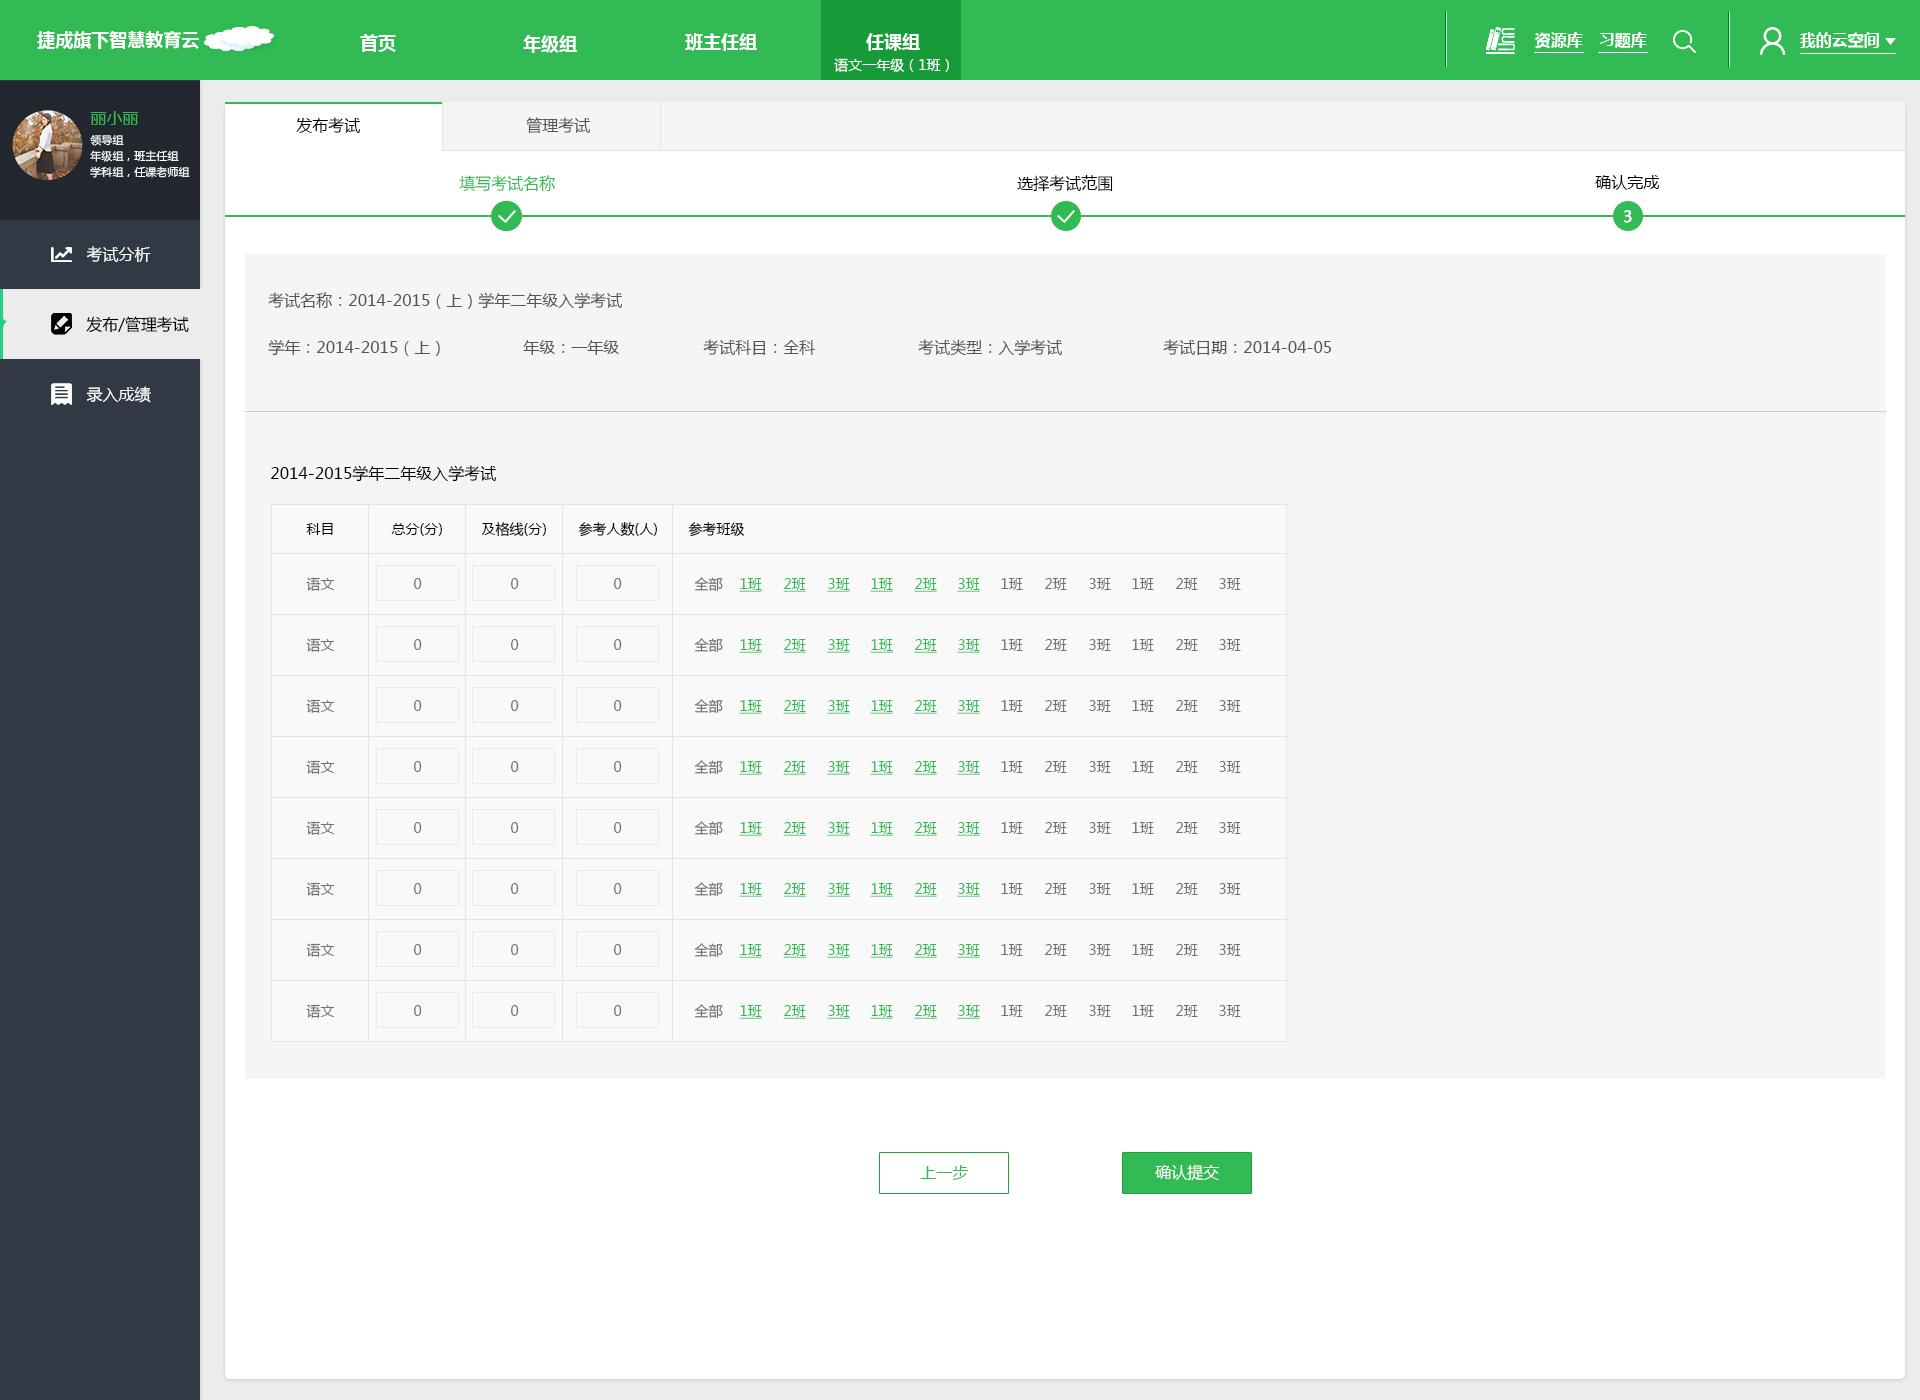 捷成旗下智慧教育云 首页 年级组 班主任组 任课组 资源库 习题库 我的云空间
语文一年级（1班）
丽小丽
领导组
年级组，班主任组
学科组，任课老师组
考试分析
发布/管理考试
录入成绩
发布考试 管理考试
填写考试名称 选择考试范围 确认完成
3
考试名称：2014-2015（上）学年二年级入学考试
学年：2014-2015（上） 年级：一年级 考试科目：全科 考试类型：入学考试 考试日期：2014-04-05
2014-2015学年二年级入学考试
科目 总分(分) 及格线(分) 参考人数(人) 参考班级
语文 0 0 0 全部 1班 2班 3班 1班 2班 3班 1班 2班 3班 1班 2班 3班
语文 0 0 0 全部 1班 2班 3班 1班 2班 3班 1班 2班 3班 1班 2班 3班
语文 0 0 0 全部 1班 2班 3班 1班 2班 3班 1班 2班 3班 1班 2班 3班
语文 0 0 0 全部 1班 2班 3班 1班 2班 3班 1班 2班 3班 1班 2班 3班
语文 0 0 0 全部 1班 2班 3班 1班 2班 3班 1班 2班 3班 1班 2班 3班
语文 0 0 0 全部 1班 2班 3班 1班 2班 3班 1班 2班 3班 1班 2班 3班
语文 0 0 0 全部 1班 2班 3班 1班 2班 3班 1班 2班 3班 1班 2班 3班
语文 0 0 0 全部 1班 2班 3班 1班 2班 3班 1班 2班 3班 1班 2班 3班
上一步 确认提交